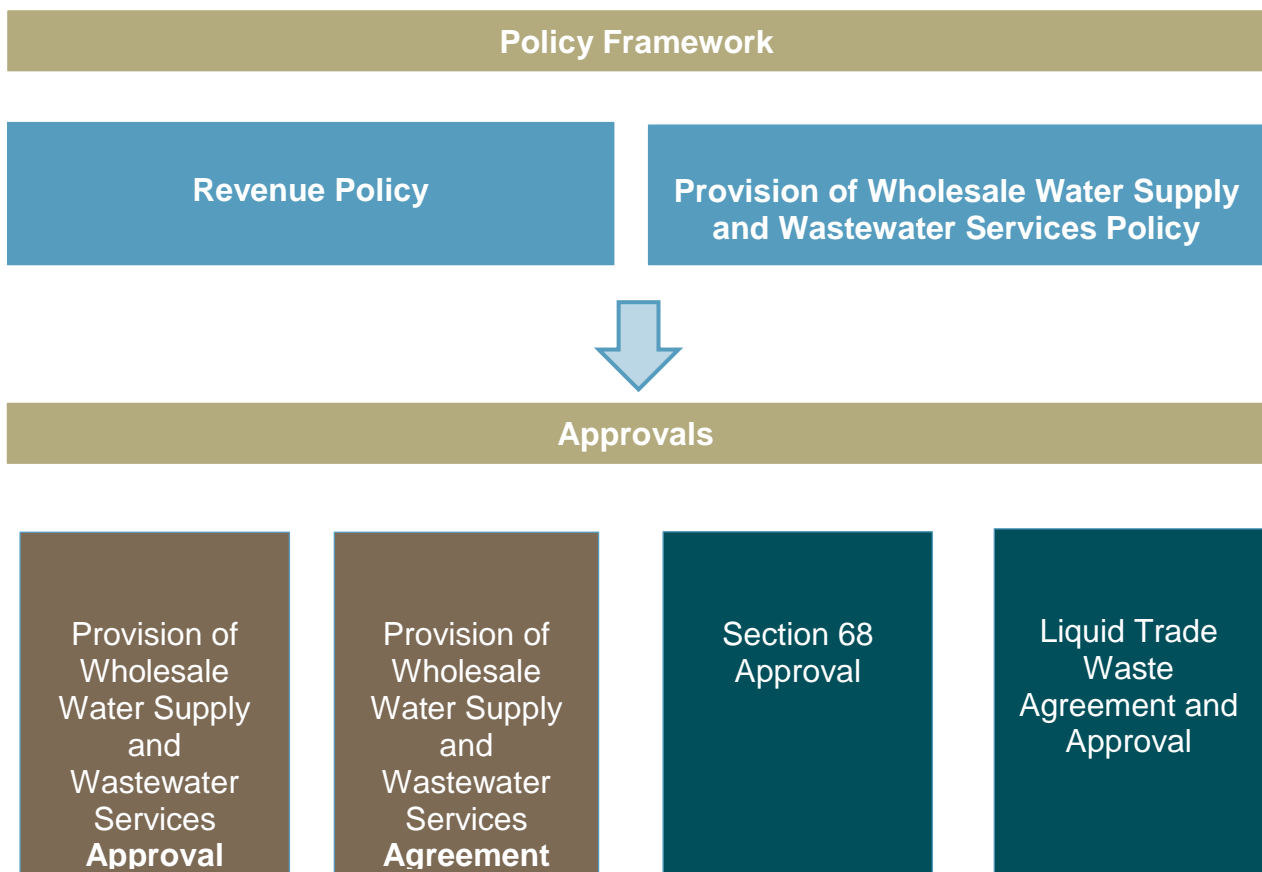 Policy Framework
Revenue Policy
Provision of Wholesale Water Supply
and Wastewater Services Policy
Approvals
Provision of
Wholesale
Water Supply
and
Wastewater
Services
Approval
Provision of
Wholesale
Water Supply
and
Wastewater
Services
Agreement
Section 68
Approval
Liquid Trade
Waste
Agreement and
Approval